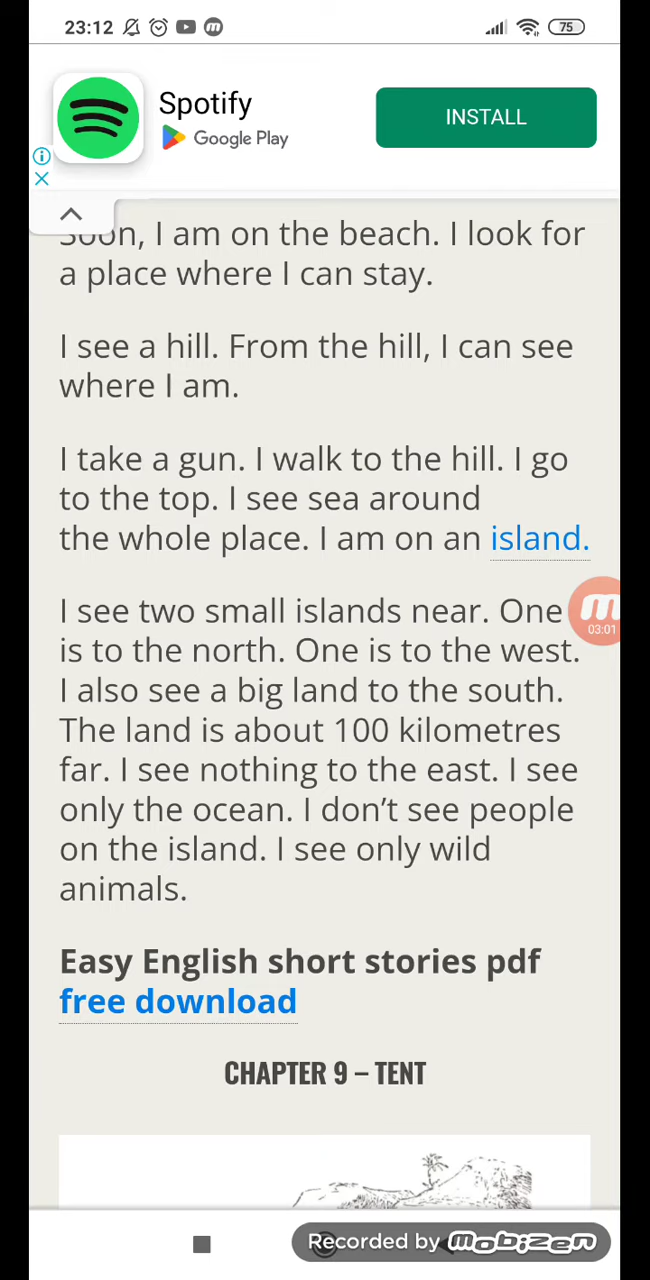 23:12
75
Spotify
Google Play
INSTALL
Soon, I am on the beach. I look for
a place where I can stay.
I see a hill. From the hill, I can see
where I am.
I take a gun. I walk to the hill. I go
to the top. I see sea around
the whole place. I am on an island.
I see two small islands near. One
is to the north. One is to the west.
I also see a big land to the south.
The land is about 100 kilometres
far. I see nothing to the east. I see
only the ocean. I don’t see people
on the island. I see only wild
animals.
03:01
Easy English short stories pdf
free download
CHAPTER 9 – TENT
Recorded by mobizen